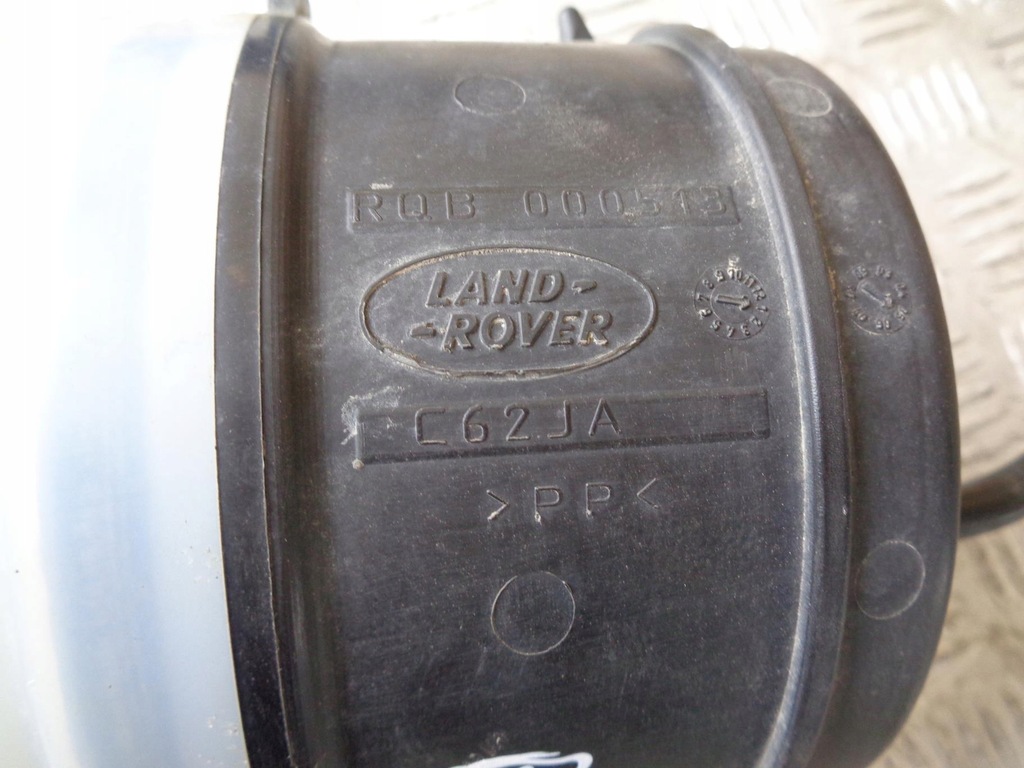 RQB 000513
LAND-
-ROVER
C62JA
>PP<